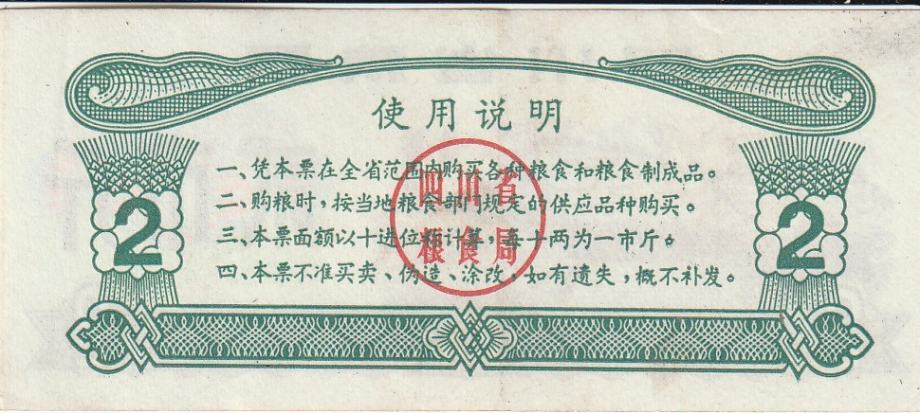 使用说明
一、凭本票在全省范围内购买各种粮食和粮食制成品。
二、购粮时，按当地粮食部门规定的供应品种购买。
三、本票面额以十进位称计算，每十两为一市斤。
四、本票不准买卖、伪造、涂改，如有遗失，概不补发。
四川省
粮食局
2
2